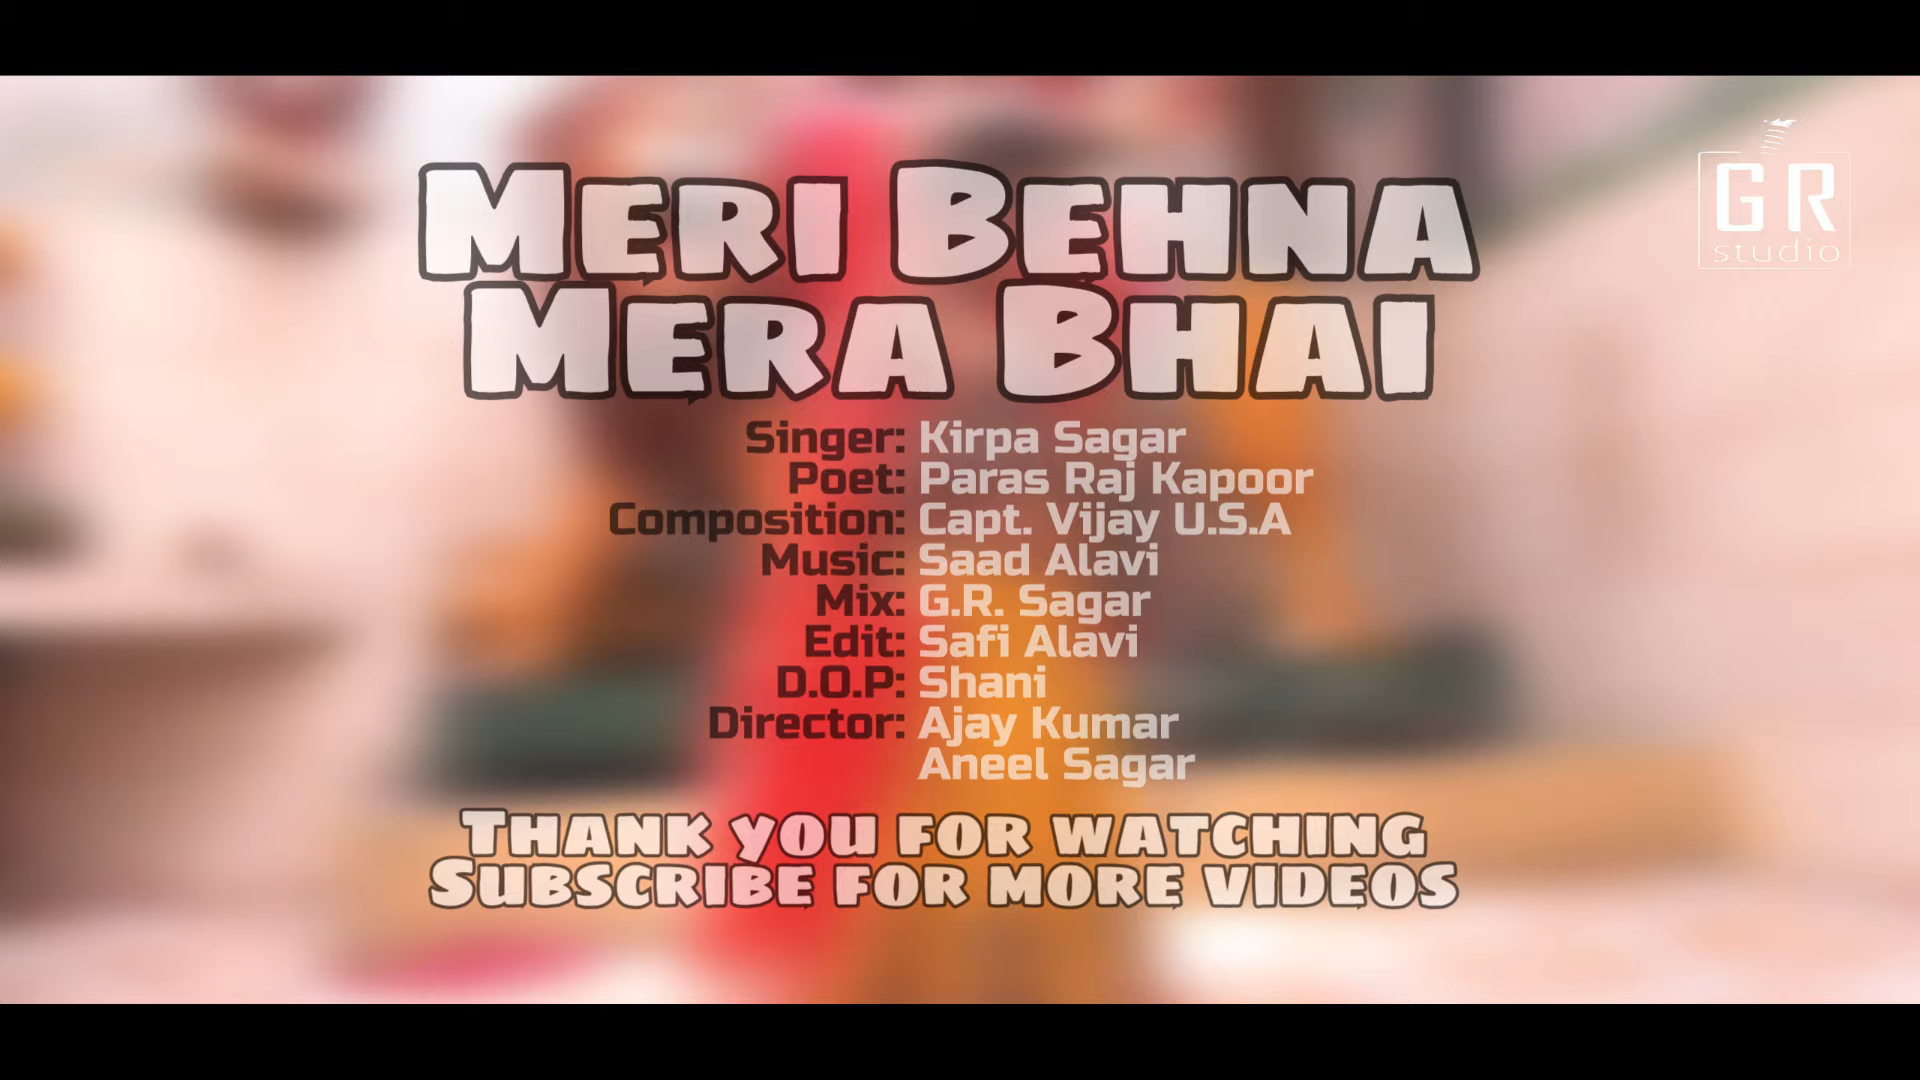 MERI BEHNA
MERA BHAI
GR
studio
Singer: Kirpa Sagar
Poet: Paras Raj Kapoor
Composition: Capt. Vijay U.S.A
Music: Saad Alavi
Mix: G.R. Sagar
Edit: Safi Alavi
D.O.P: Shani
Director: Ajay Kumar
Aneel Sagar
THANK YOU FOR WATCHING
SUBSCRIBE FOR MORE VIDEOS